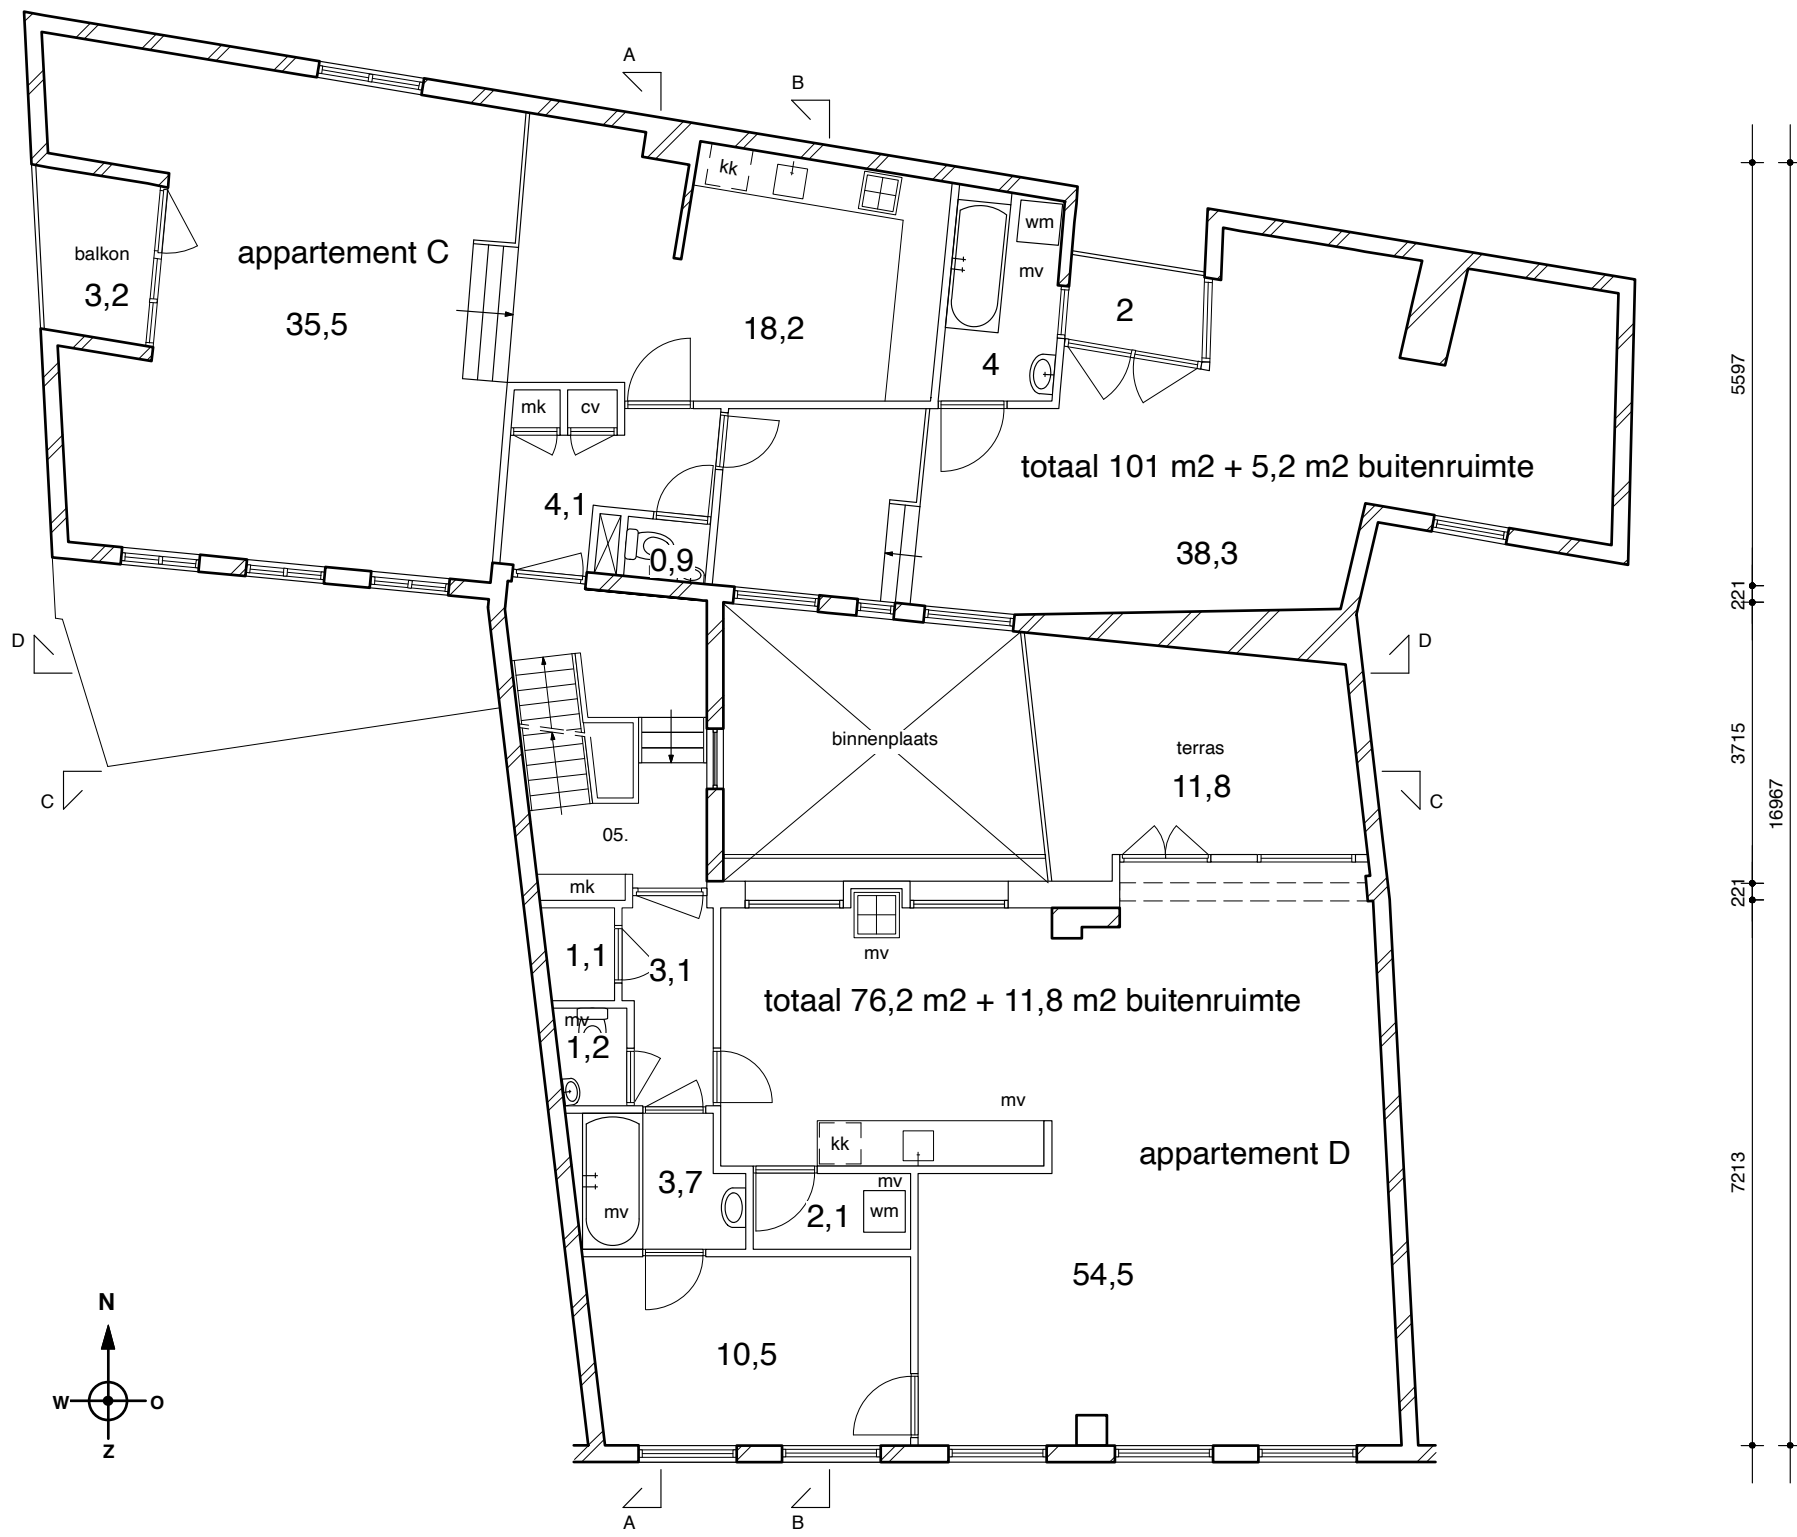 A
B
kk
wm
balkon
appartement C
mv
3,2
2
35,5
18,2
4
5597
mk
cv
totaal 101 m2 + 5,2 m2 buitenruimte
4,1
0,9
38,3
221
D
D
binnenplaats
terras
3715
11,8
C
C
16967
05.
mk
221
1,1
3,1
mv
totaal 76,2 m2 + 11,8 m2 buitenruimte
mv
1,2
mv
kk
appartement D
3,7
mv
7213
mv
2,1
wm
54,5
N
10,5
W
O
Z
A
B